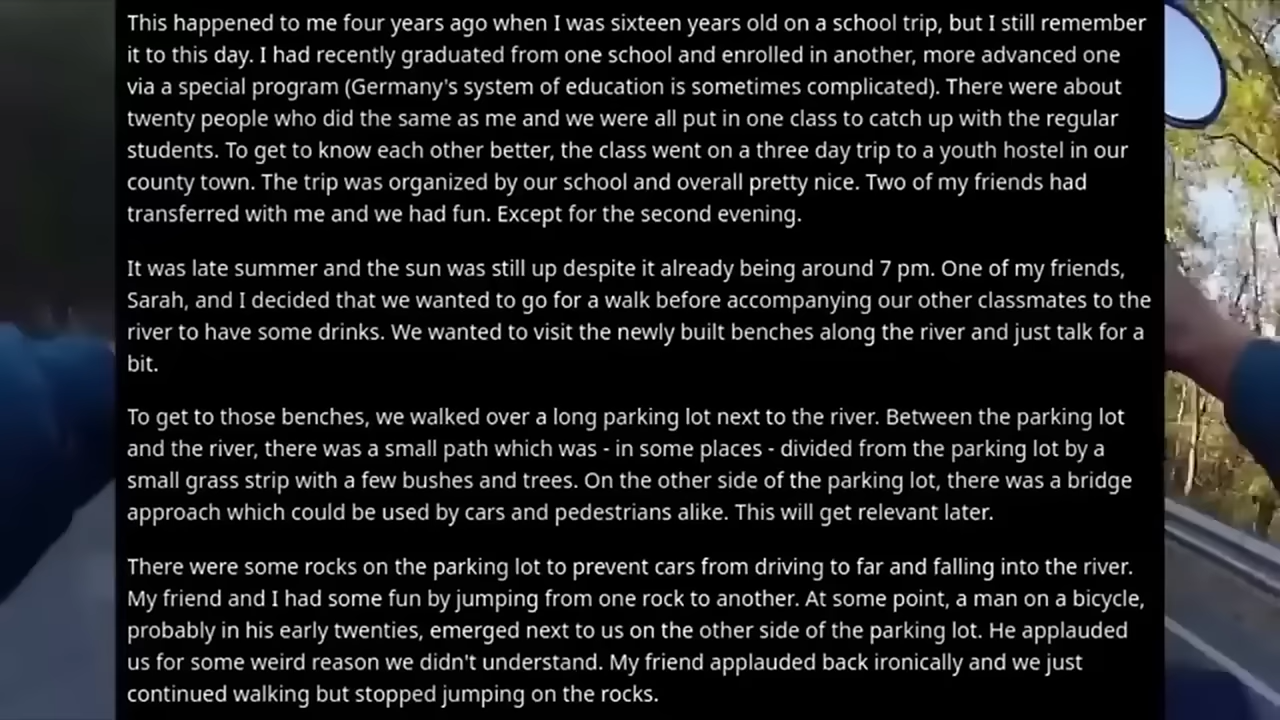 This happened to me four years ago when I was sixteen years old on a school trip, but I still remember
it to this day. I had recently graduated from one school and enrolled in another, more advanced one
via a special program (Germany's system of education is sometimes complicated). There were about
twenty people who did the same as me and we were all put in one class to catch up with the regular
students. To get to know each other better, the class went on a three day trip to a youth hostel in our
county town. The trip was organized by our school and overall pretty nice. Two of my friends had
transferred with me and we had fun. Except for the second evening.
It was late summer and the sun was still up despite it already being around 7 pm. One of my friends,
Sarah, and I decided that we wanted to go for a walk before accompanying our other classmates to the
river to have some drinks. We wanted to visit the newly built benches along the river and just talk for a
bit.
To get to those benches, we walked over a long parking lot next to the river. Between the parking lot
and the river, there was a small path which was - in some places - divided from the parking lot by a
small grass strip with a few bushes and trees. On the other side of the parking lot, there was a bridge
approach which could be used by cars and pedestrians alike. This will get relevant later.
There were some rocks on the parking lot to prevent cars from driving to far and falling into the river.
My friend and I had some fun by jumping from one rock to another. At some point, a man on a bicycle,
probably in his early twenties, emerged next to us on the other side of the parking lot. He applauded
us for some weird reason we didn't understand. My friend applauded back ironically and we just
continued walking but stopped jumping on the rocks.